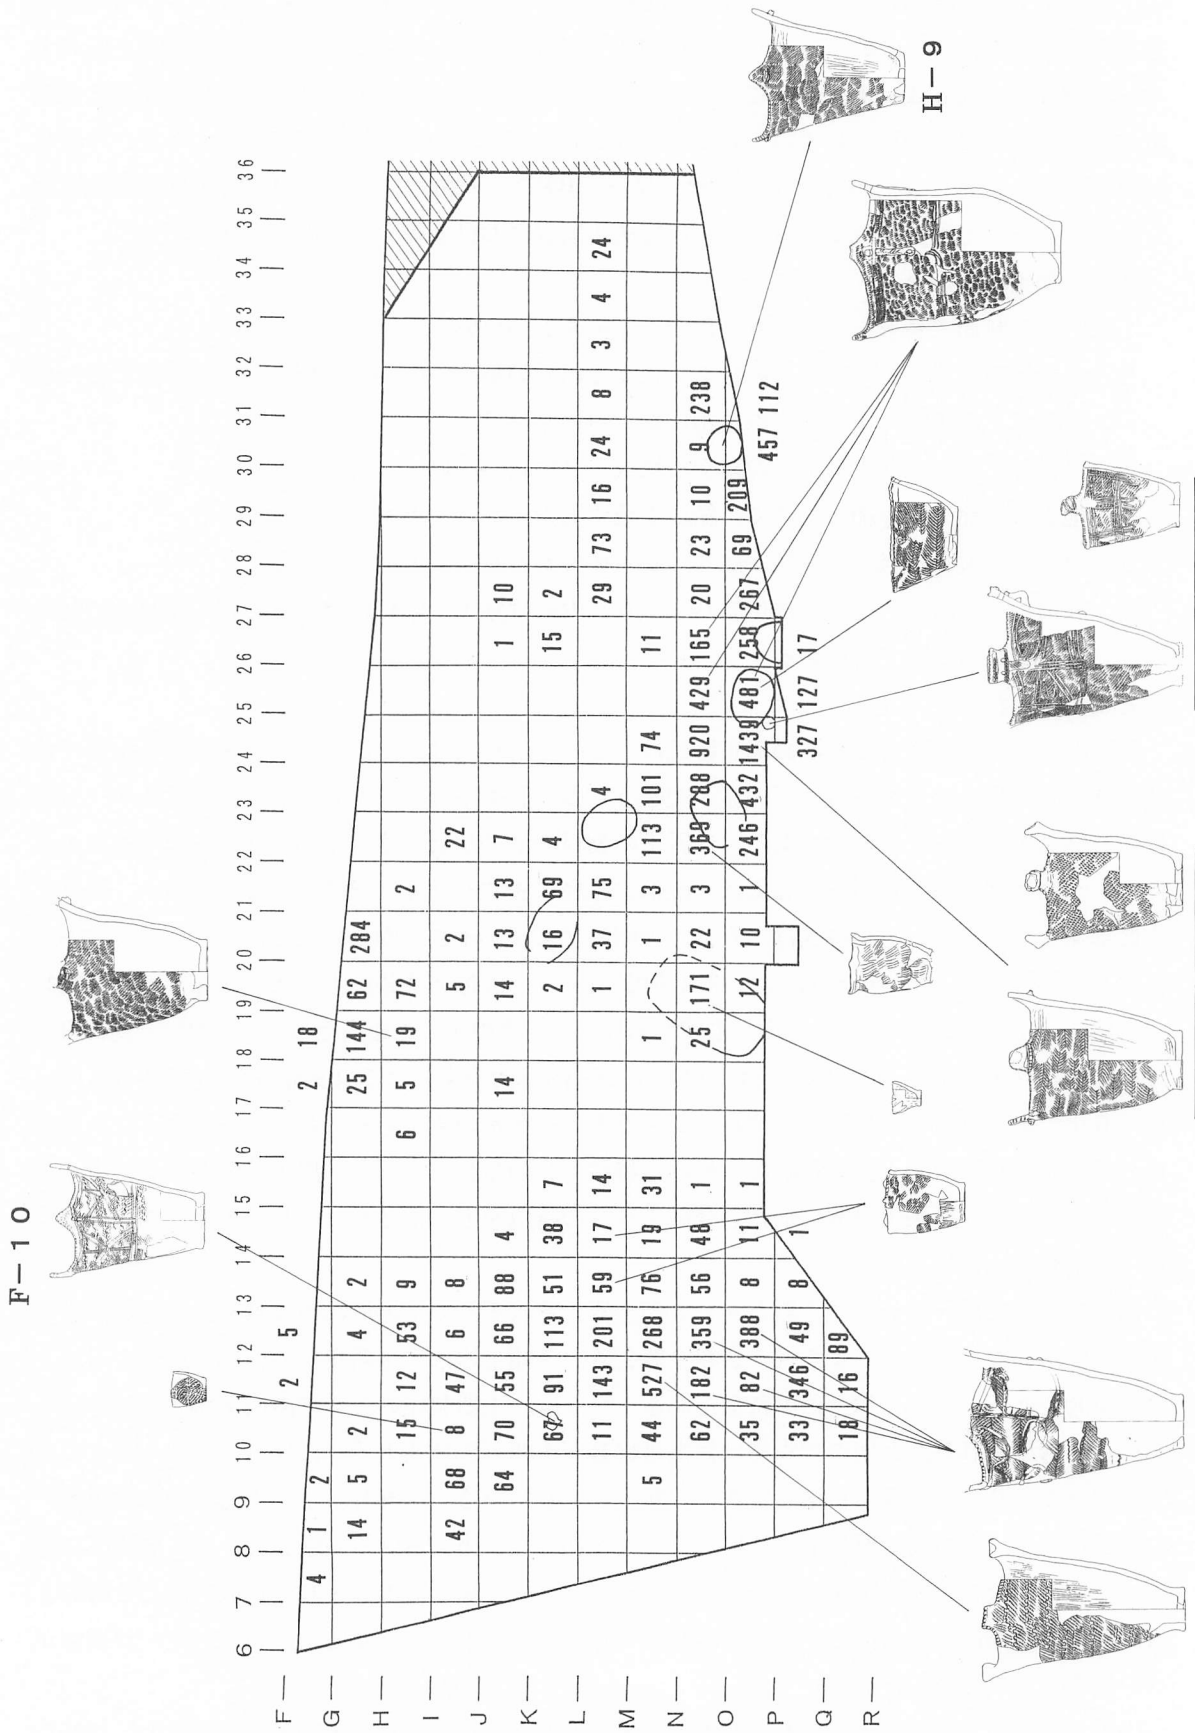 F-10
6 7 8 9 10 11 12 13 14 15 16 17 18 19 20 21 22 23 24 25 26 27 28 29 30 31 32 33 34 35 36
F
2 5 2 18
4 1 2
G
14 5 2 4 2 25 144 62 284
H
15 12 53 9 6 5 19 72 2
I
42 68 8 47 6 8 5 2 22
J
64 70 55 66 88 4 14 14 13 13 7 1 10
K
67 91 113 51 38 7 2 16 69 4 15 2
L
11 143 201 59 17 14 1 37 75 4 29 73 16 24 8 3 4 24
M
5 44 527 268 76 19 31 1 1 3 113 101 74 11
N
62 182 359 56 48 1 25 171 22 3 369 288 920 429 165 20 23 10 9 238
O
35 82 388 8 11 1 12 10 1 246 432 1439 481 258 267 69 209
457 112
P
33 346 49 8 1 327 127 17
Q
18 16 89
R
H-9